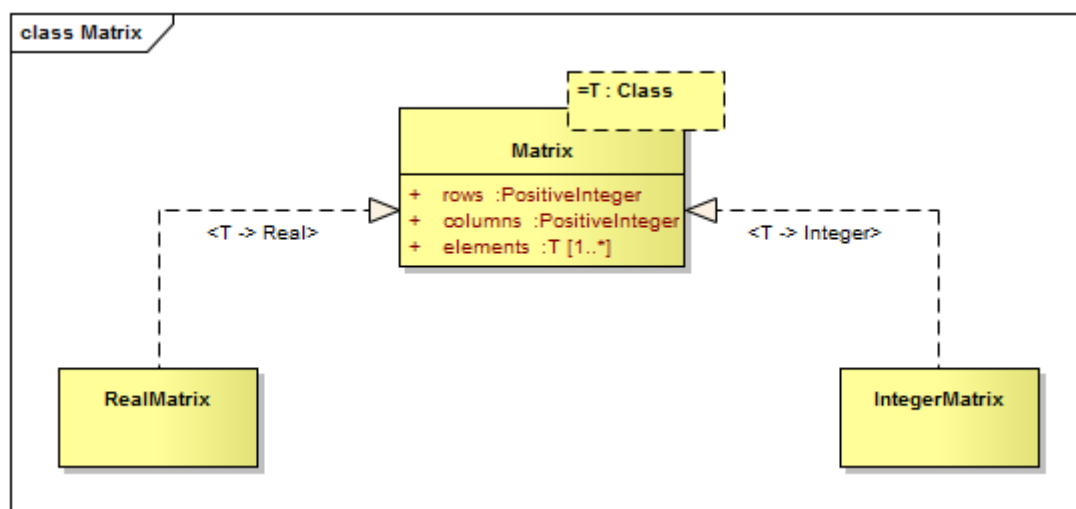 class Matrix
=T : Class
Matrix
+ rows :PositiveInteger
+ columns :PositiveInteger
+ elements :T [1..*]
<T -> Real>
<T -> Integer>
RealMatrix
IntegerMatrix